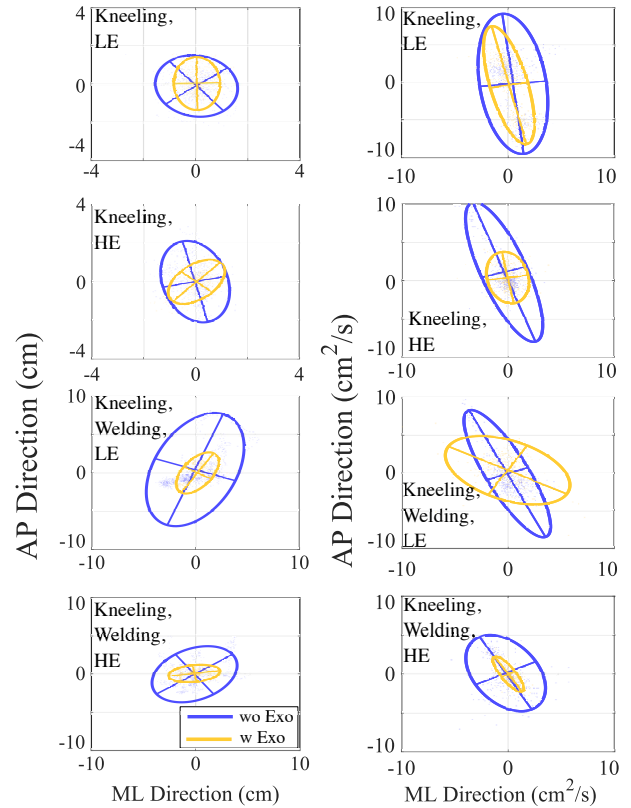 Kneeling,
LE
4
0
-4
-4
0
4
Kneeling,
LE
10
0
-10
-10
0
10
Kneeling,
HE
4
0
-4
-4
0
4
Kneeling,
HE
10
0
-10
-10
0
10
Kneeling,
Welding,
LE
10
0
-10
-10
0
10
Kneeling,
Welding,
LE
10
0
-10
-10
0
10
Kneeling,
Welding,
HE
10
0
-10
-10
0
10
wo Exo
w Exo
Kneeling,
Welding,
HE
10
0
-10
-10
0
10
AP Direction (cm)
AP Direction (cm²/s)
ML Direction (cm)
ML Direction (cm²/s)